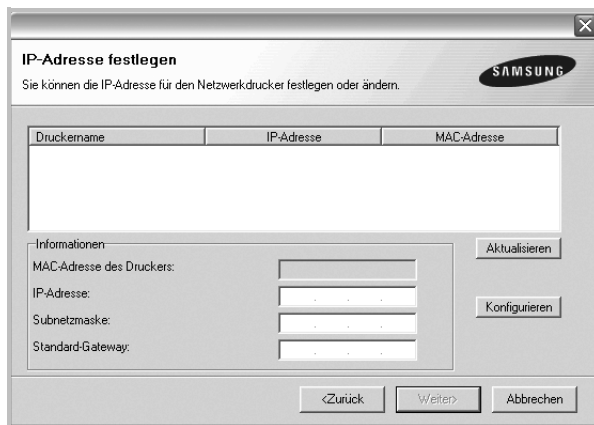 IP-Adresse festlegen
Sie können die IP-Adresse für den Netzwerkdrucker festlegen oder ändern.
SAMSUNG
Druckername IP-Adresse MAC-Adresse
Informationen
MAC-Adresse des Druckers:
IP-Adresse:
Subnetzmaske:
Standard-Gateway:
Aktualisieren
Konfigurieren
<Zurück Weiter> Abbrechen